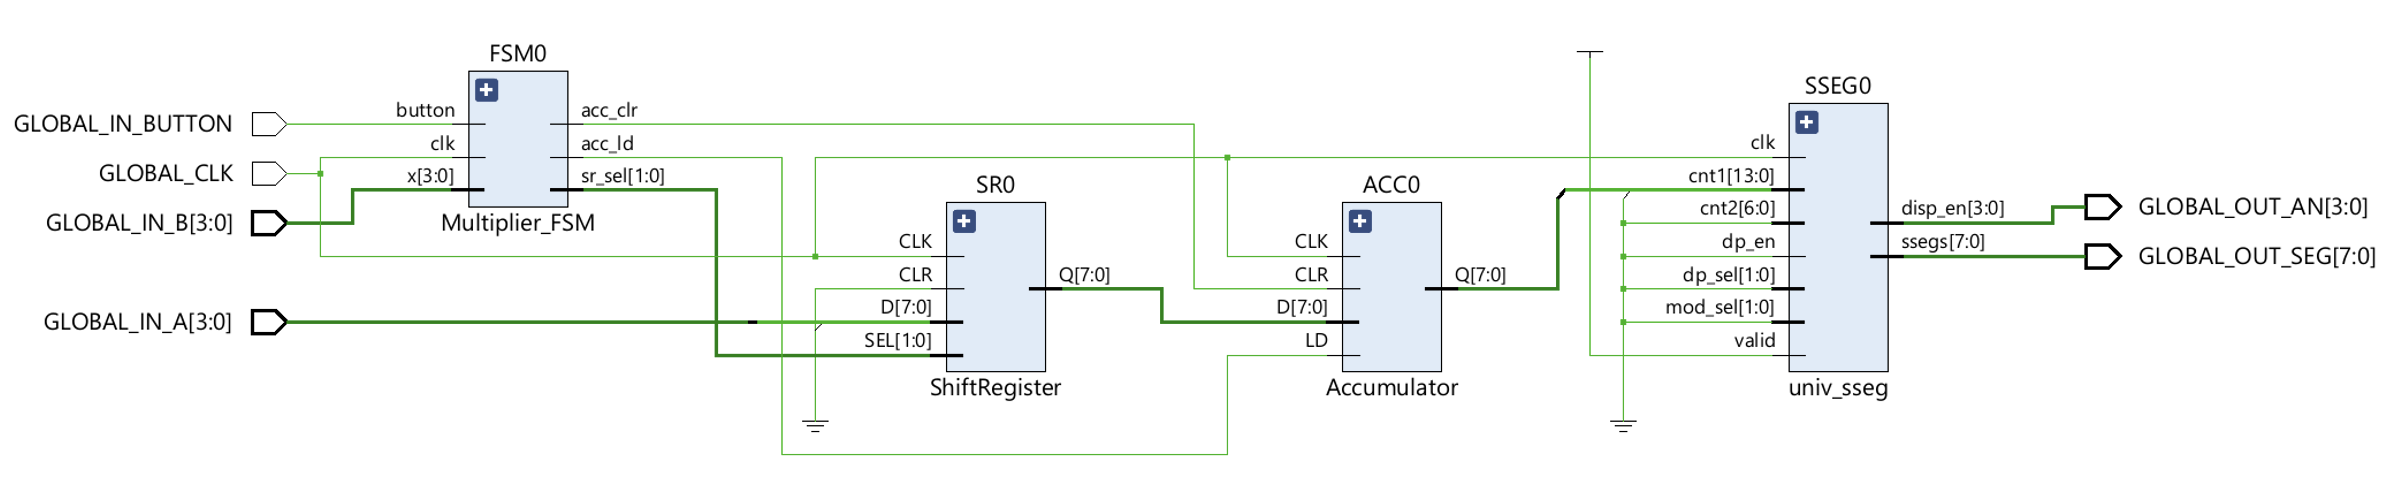 GLOBAL_IN_BUTTON
GLOBAL_CLK
GLOBAL_IN_B[3:0]
GLOBAL_IN_A[3:0]
FSM0
button
clk
x[3:0]
acc_clr
acc_ld
sr_sel[1:0]
Multiplier_FSM
SR0
CLK
CLR
D[7:0]
SEL[1:0]
Q[7:0]
ShiftRegister
ACC0
CLK
CLR
D[7:0]
LD
Q[7:0]
Accumulator
SSEG0
clk
cnt1[13:0]
cnt2[6:0]
dp_en
dp_sel[1:0]
mod_sel[1:0]
valid
disp_en[3:0]
ssegs[7:0]
univ_sseg
GLOBAL_OUT_AN[3:0]
GLOBAL_OUT_SEG[7:0]